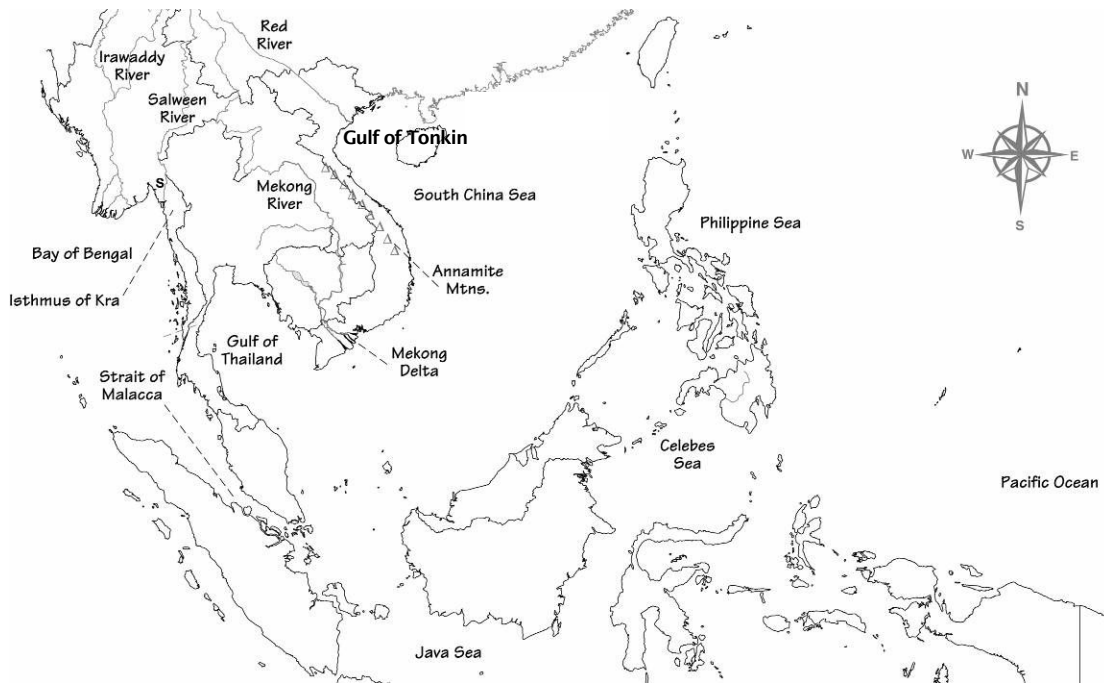 Red
River
Irawaddy
River
Salween
River
Gulf of Tonkin
N
W
E
S
S
Mekong
River
South China Sea
Philippine Sea
Bay of Bengal
Annamite
Mtns.
Isthmus of Kra
Gulf of
Thailand
Mekong
Delta
Strait of
Malacca
Celebes
Sea
Pacific Ocean
Java Sea